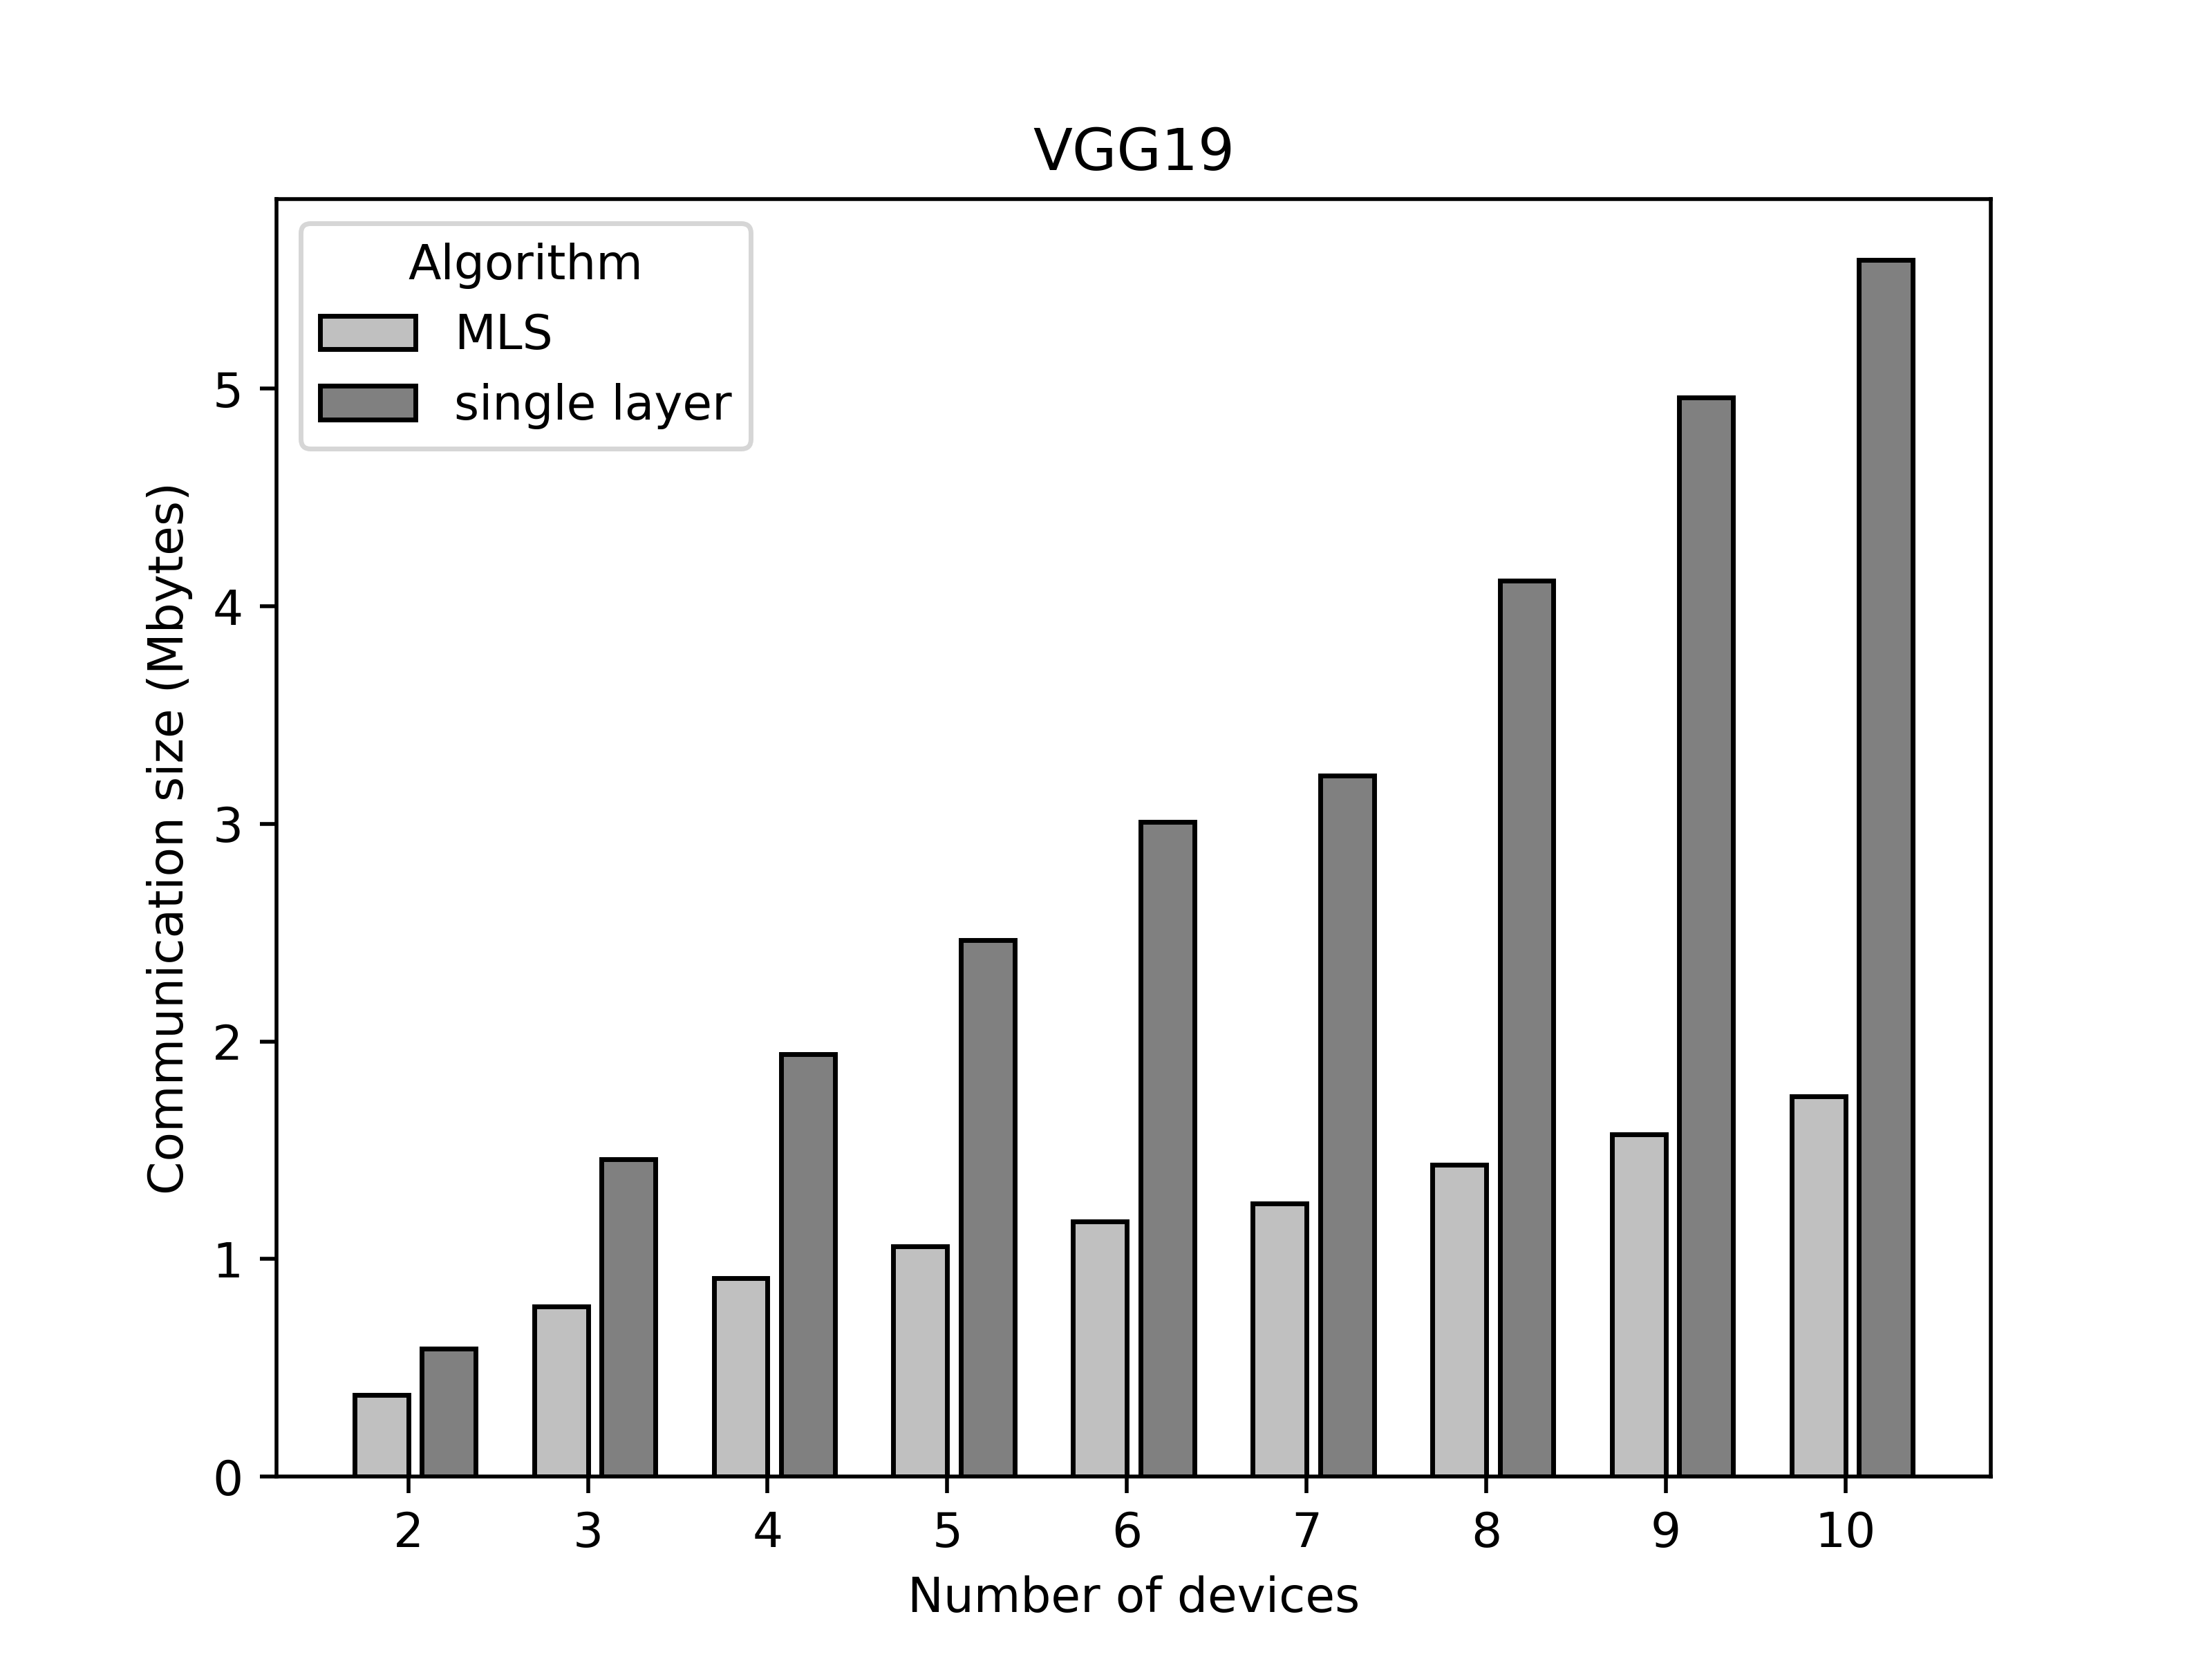 VGG19
Algorithm
MLS
single layer
Communication size (Mbytes)
5
4
3
2
1
0
2 3 4 5 6 7 8 9 10
Number of devices